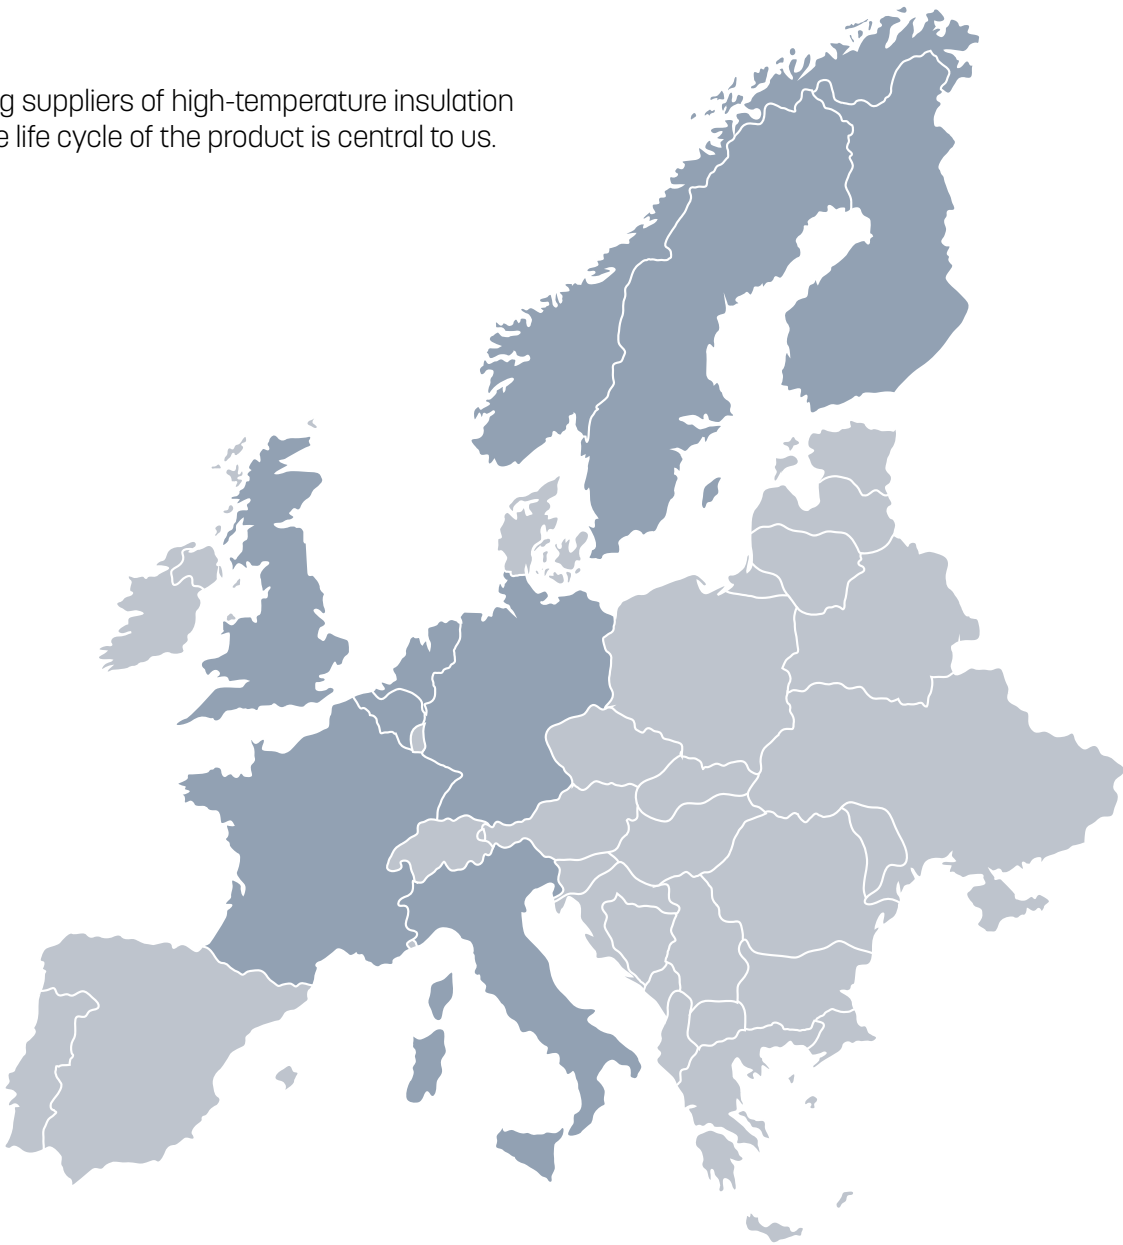 g suppliers of high-temperature insulation
e life cycle of the product is central to us.